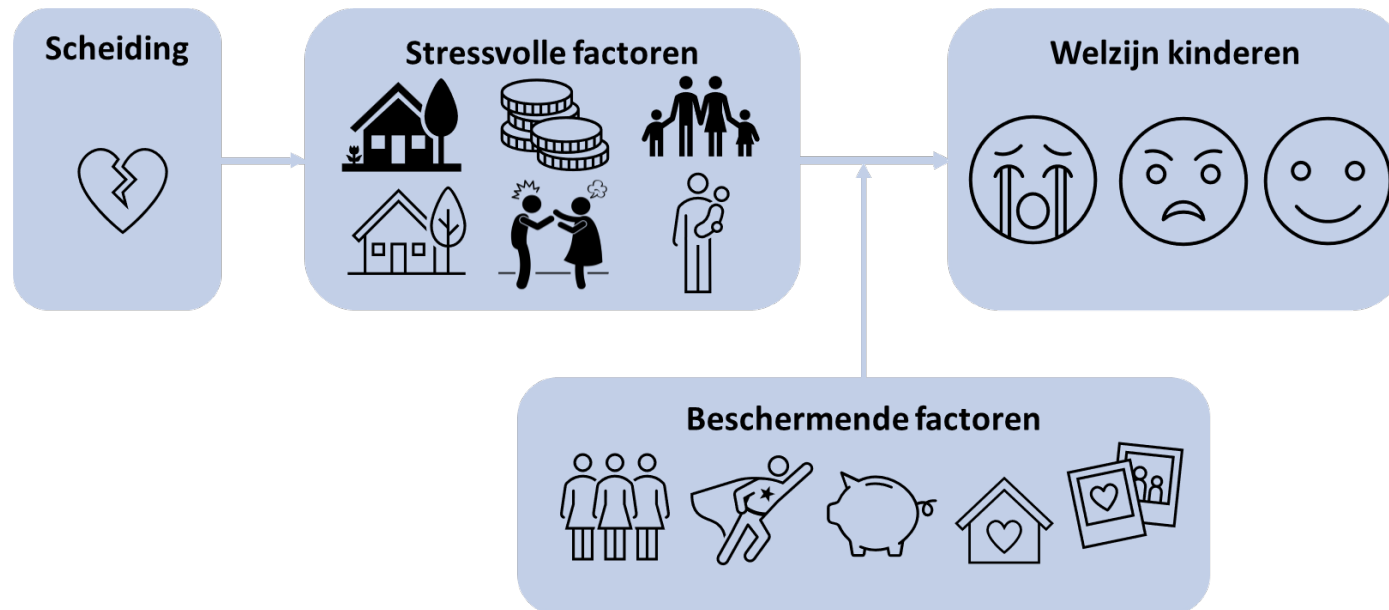 Scheiding
Stressvolle factoren
Welzijn kinderen
Beschermende factoren